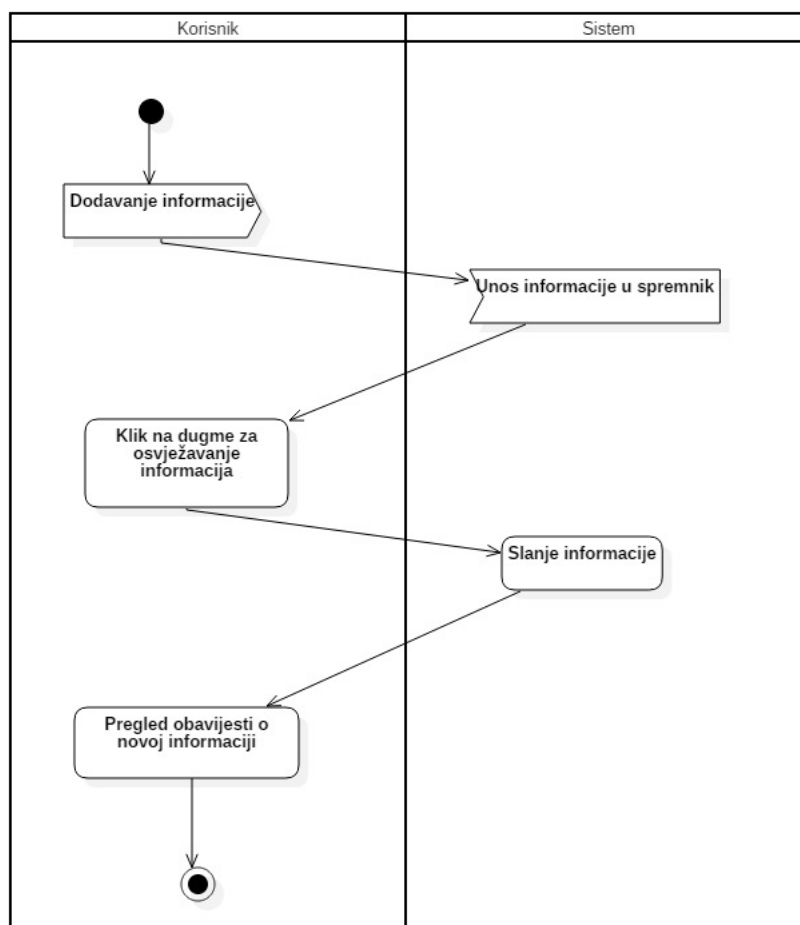 Korisnik
Sistem
Dodavanje informacije
Unos informacije u spremnik
Klik na dugme za
osvježavanje
informacija
Slanje informacije
Pregled obavijesti o
novoj informaciji